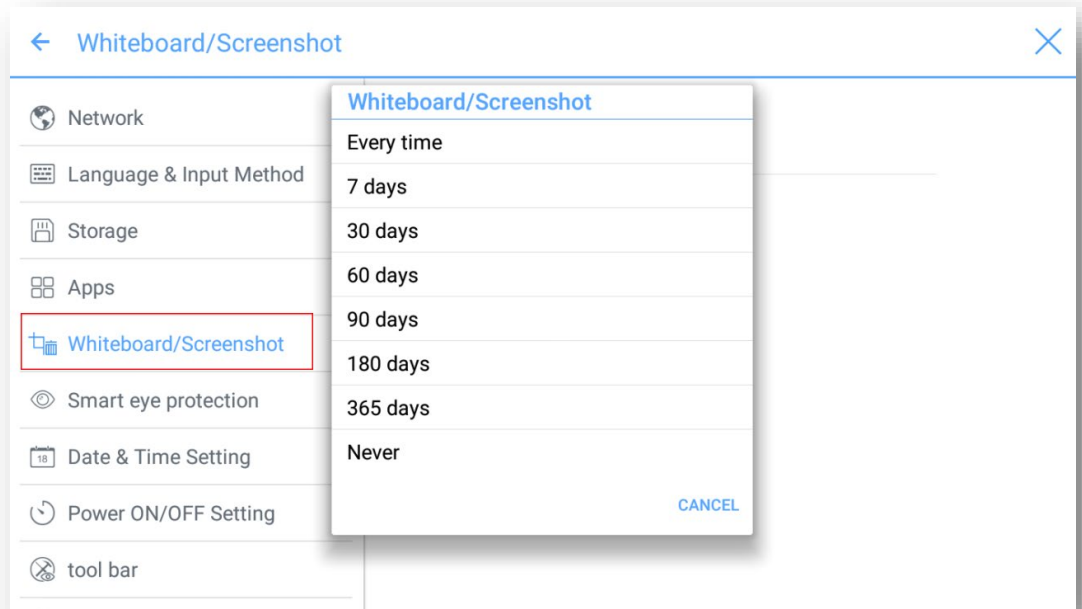 Whiteboard/Screenshot
Network
Language & Input Method
Storage
Apps
Whiteboard/Screenshot
Smart eye protection
18
Date & Time Setting
Power ON/OFF Setting
tool bar
Whiteboard/Screenshot
Every time
7 days
30 days
60 days
90 days
180 days
365 days
Never
CANCEL